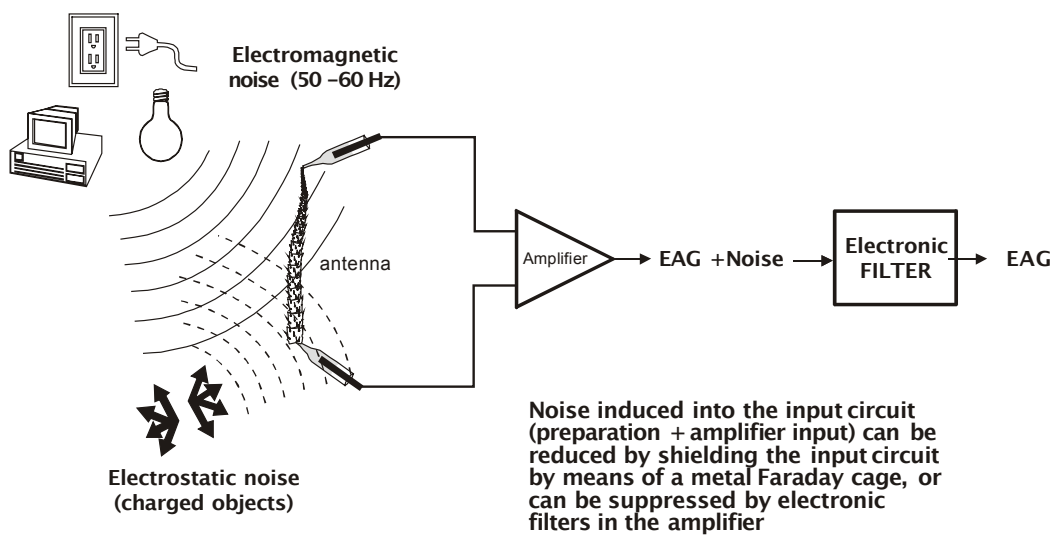 Electromagnetic
noise (50 –60 Hz)
antenna
Amplifier
EAG +Noise
Electronic
FILTER
EAG
Electrostatic noise
(charged objects)
Noise induced into the input circuit
(preparation + amplifier input) can be
reduced by shielding the input circuit
by means of a metal Faraday cage, or
can be suppressed by electronic
filters in the amplifier